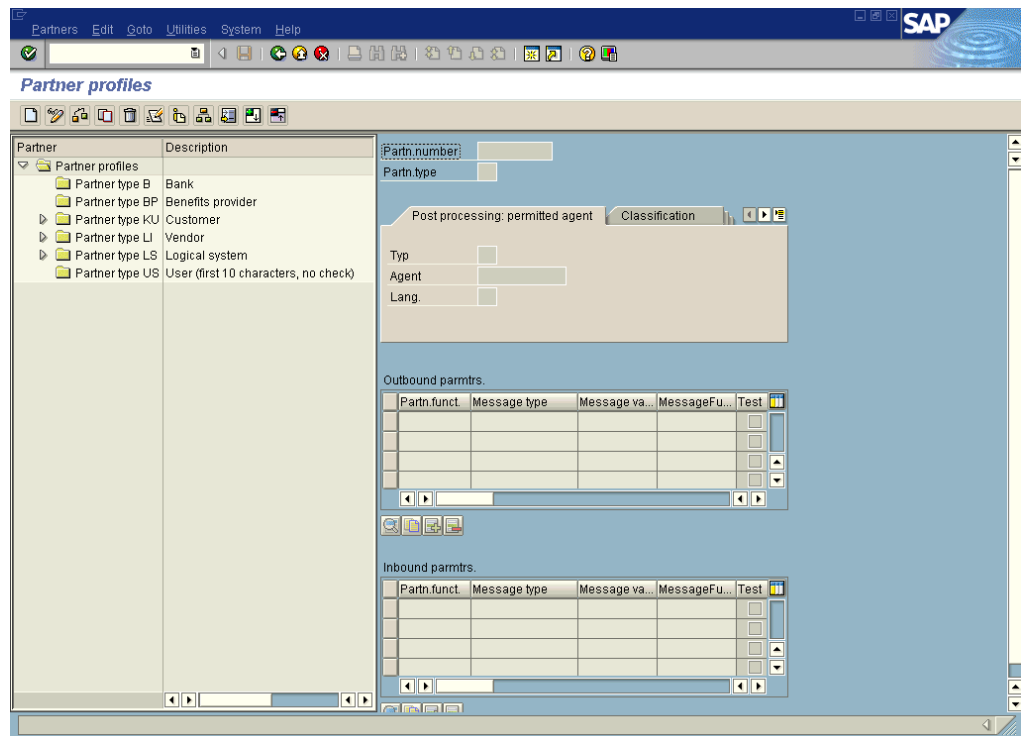 Partners Edit Goto Utilities System Help
SAP
Partner profiles
Partner Description
Partner profiles
Partner type B Bank
Partner type BP Benefits provider
Partner type KU Customer
Partner type LI Vendor
Partner type LS Logical system
Partner type US User (first 10 characters, no check)
Partn.number
Partn.type
Post processing: permitted agent Classification
Typ
Agent
Lang.
Outbound parmtrs.
Partn.funct. Message type Message va... MessageFu... Test
Inbound parmtrs.
Partn.funct. Message type Message va... MessageFu... Test